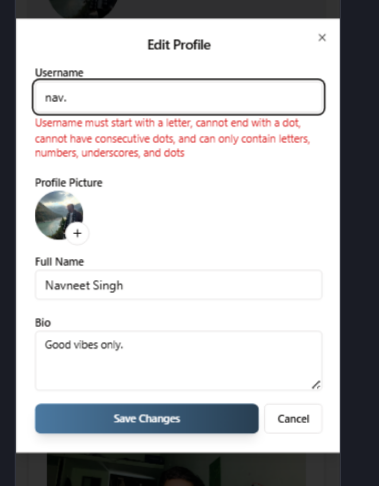 Edit Profile
Username
nav.
Username must start with a letter, cannot end with a dot,
cannot have consecutive dots, and can only contain letters,
numbers, underscores, and dots
Profile Picture
Full Name
Navneet Singh
Bio
Good vibes only.
Save Changes
Cancel